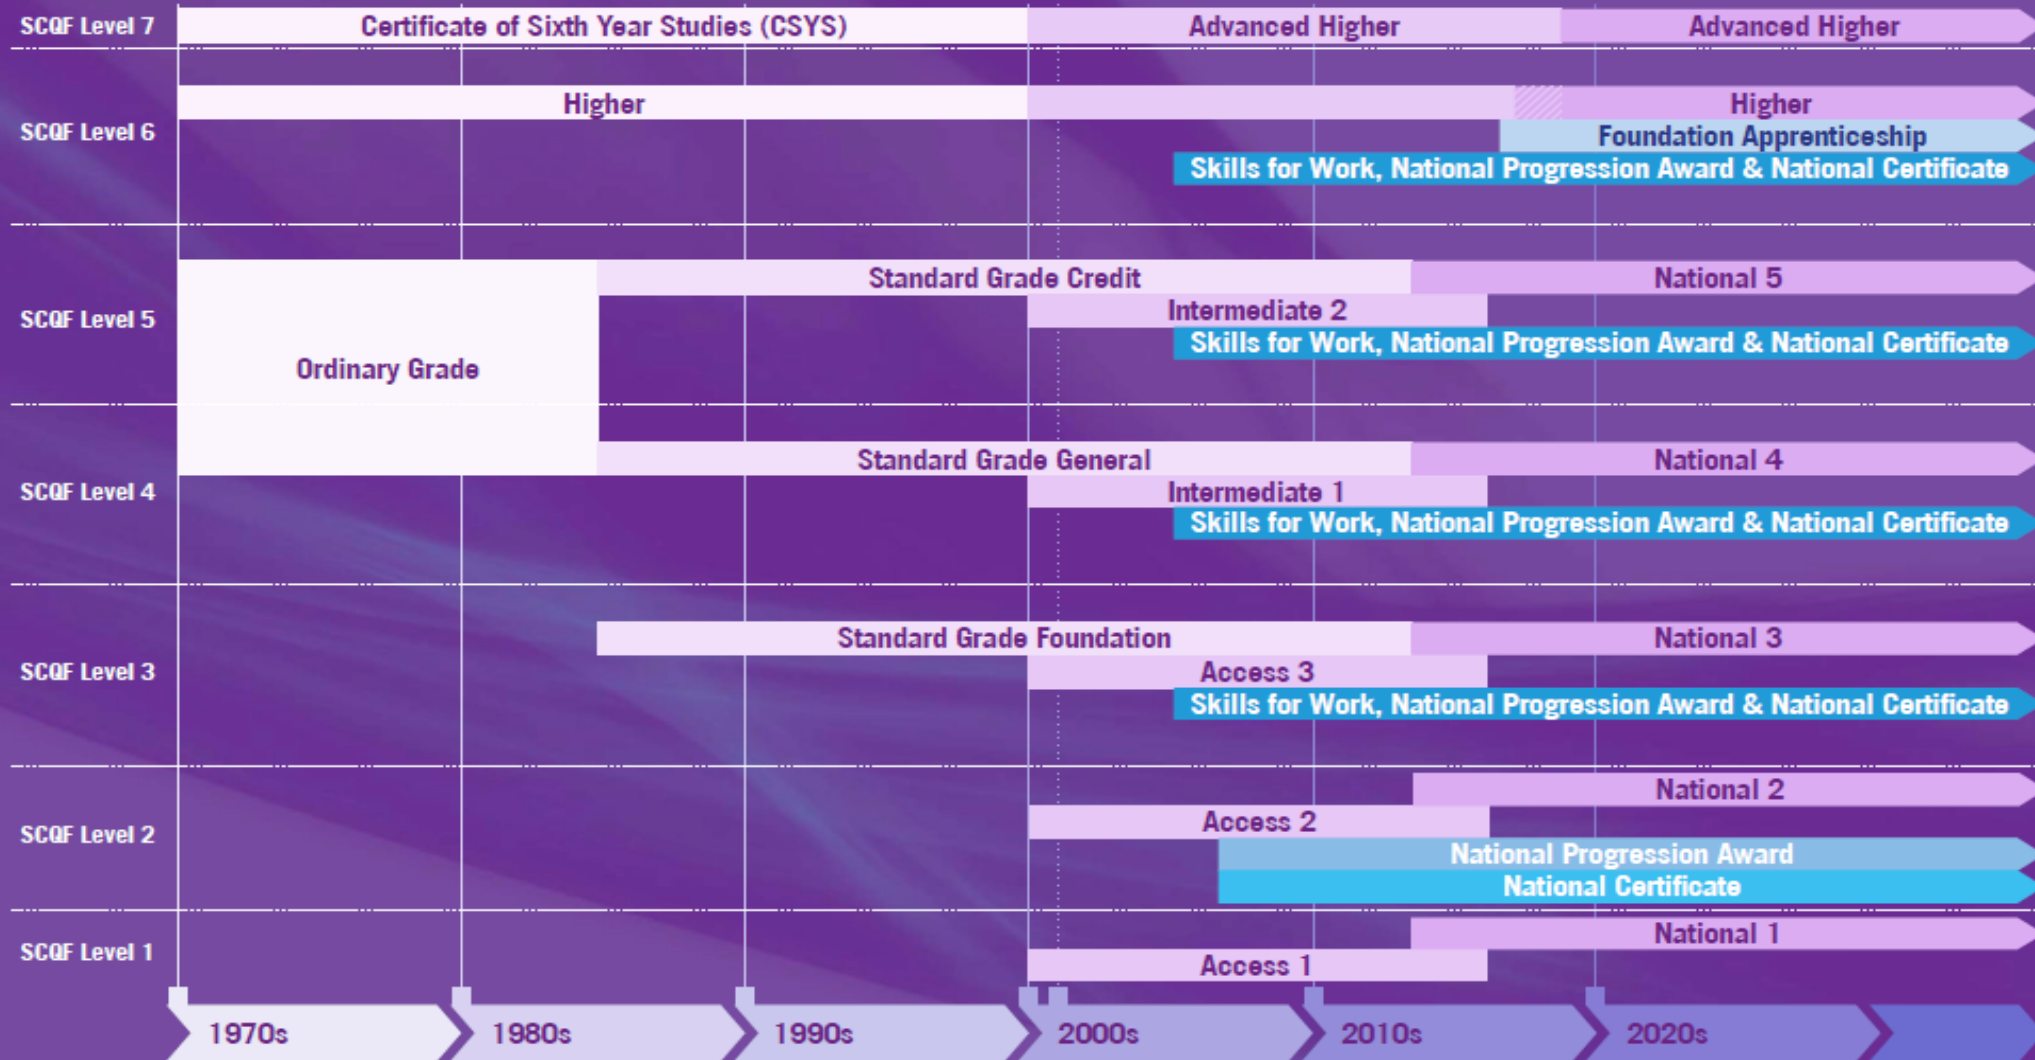 SCQF Level 7
Certificate of Sixth Year Studies (CSYS)
Advanced Higher
Advanced Higher
SCQF Level 6
Higher
Higher
Foundation Apprenticeship
Skills for Work, National Progression Award & National Certificate
SCQF Level 5
Ordinary Grade
Standard Grade Credit
National 5
Intermediate 2
Skills for Work, National Progression Award & National Certificate
SCQF Level 4
Standard Grade General
National 4
Intermediate 1
Skills for Work, National Progression Award & National Certificate
SCQF Level 3
Standard Grade Foundation
National 3
Access 3
Skills for Work, National Progression Award & National Certificate
SCQF Level 2
National 2
Access 2
National Progression Award
National Certificate
SCQF Level 1
National 1
Access 1
1970s
1980s
1990s
2000s
2010s
2020s